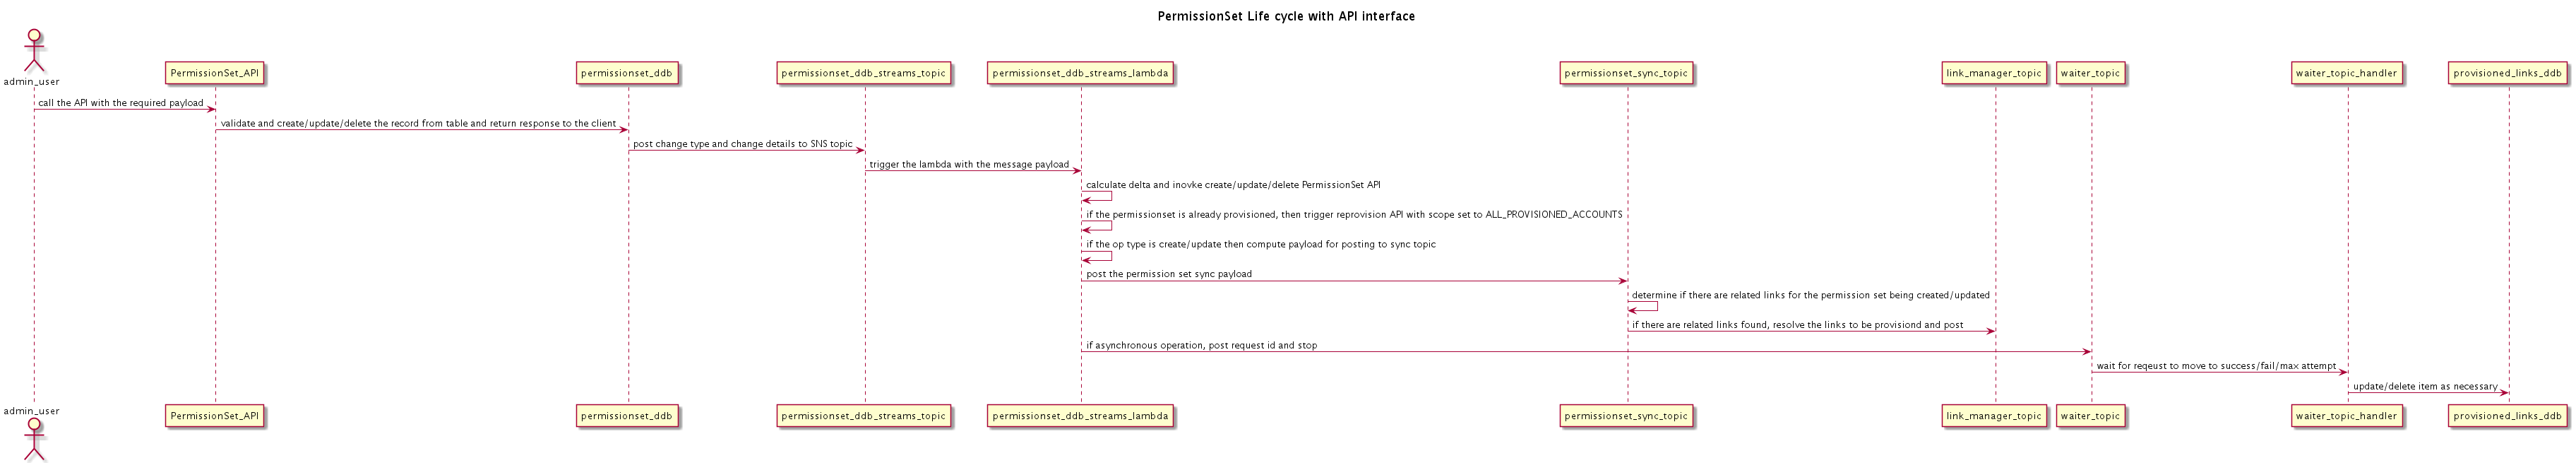 PermissionSet Life cycle with API interface
admin_user
PermissionSet_API
permissionset_ddb
permissionset_ddb_streams_topic
permissionset_ddb_streams_lambda
permissionset_sync_topic
link_manager_topic
waiter_topic
waiter_topic_handler
provisioned_links_ddb
call the API with the required payload
validate and create/update/delete the record from table and return response to the client
post change type and change details to SNS topic
trigger the lambda with the message payload
calculate delta and inovke create/update/delete PermissionSet API
if the permissionset is already provisioned, then trigger reprovision API with scope set to ALL_PROVISIONED_ACCOUNTS
if the op type is create/update then compute payload for posting to sync topic
post the permission set sync payload
determine if there are related links for the permission set being created/updated
if there are related links found, resolve the links to be provisiond and post
if asynchronous operation, post request id and stop
wait for reqeust to move to success/fail/max attempt
update/delete item as necessary
admin_user
PermissionSet_API
permissionset_ddb
permissionset_ddb_streams_topic
permissionset_ddb_streams_lambda
permissionset_sync_topic
link_manager_topic
waiter_topic
waiter_topic_handler
provisioned_links_ddb